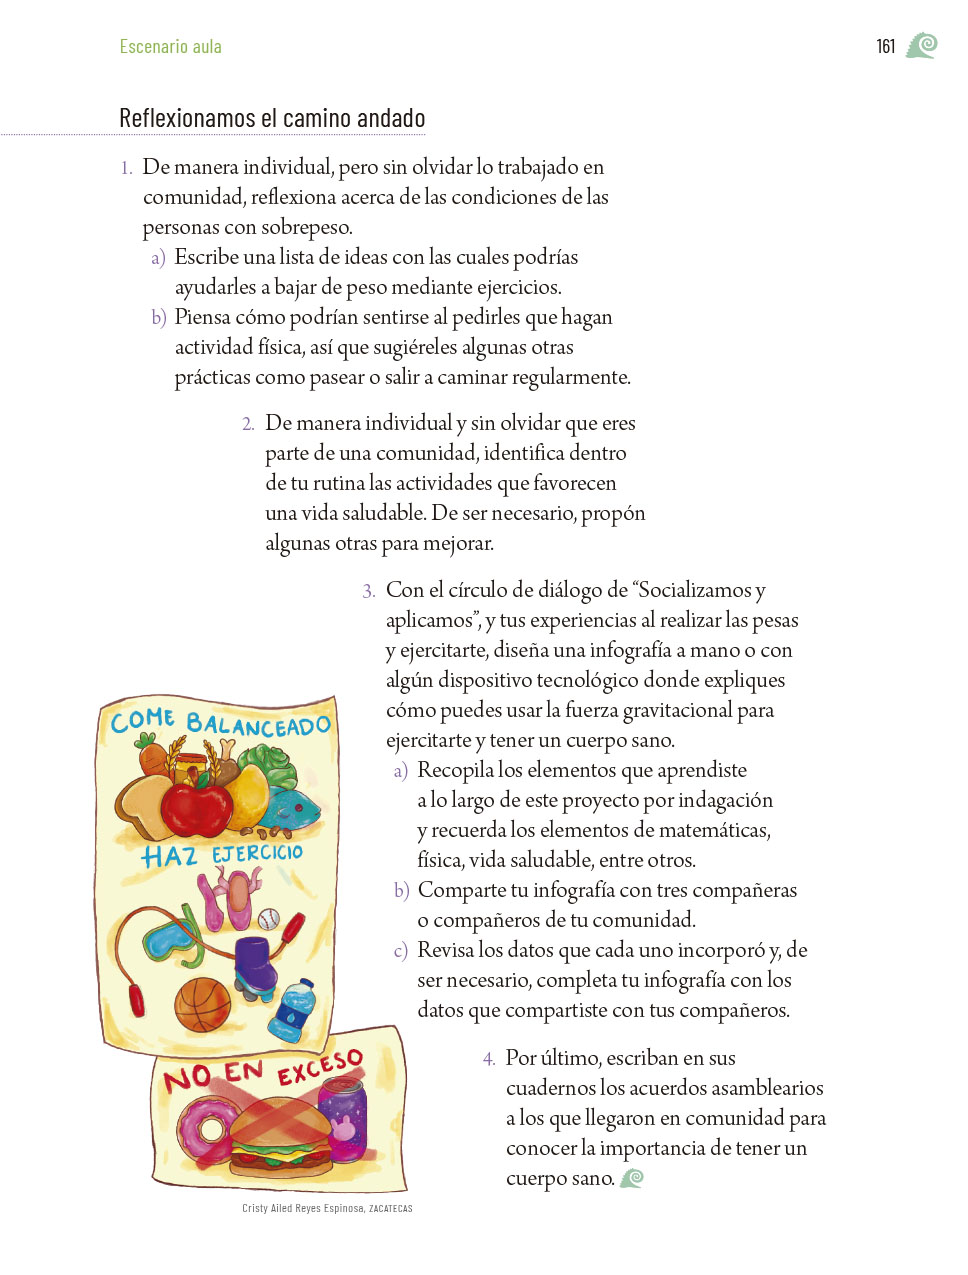 Escenario aula
161
Reflexionamos el camino andado
1. De manera individual, pero sin olvidar lo trabajado en
comunidad, reflexiona acerca de las condiciones de las
personas con sobrepeso.
a) Escribe una lista de ideas con las cuales podrías
ayudarles a bajar de peso mediante ejercicios.
b) Piensa cómo podrían sentirse al pedirles que hagan
actividad física, así que sugiéreles algunas otras
prácticas como pasear o salir a caminar regularmente.
2. De manera individual y sin olvidar que eres
parte de una comunidad, identifica dentro
de tu rutina las actividades que favorecen
una vida saludable. De ser necesario, propón
algunas otras para mejorar.
3. Con el círculo de diálogo de “Socializamos y
aplicamos”, y tus experiencias al realizar las pesas
y ejercitarte, diseña una infografía a mano o con
algún dispositivo tecnológico donde expliques
cómo puedes usar la fuerza gravitacional para
ejercitarte y tener un cuerpo sano.
a) Recopila los elementos que aprendiste
a lo largo de este proyecto por indagación
y recuerda los elementos de matemáticas,
física, vida saludable, entre otros.
b) Comparte tu infografía con tres compañeras
o compañeros de tu comunidad.
c) Revisa los datos que cada uno incorporó y, de
ser necesario, completa tu infografía con los
datos que compartiste con tus compañeros.
4. Por último, escriban en sus
cuadernos los acuerdos asamblearios
a los que llegaron en comunidad para
conocer la importancia de tener un
cuerpo sano.
COME BALANCEADO
HAZ EJERCICIO
NO EN EXCESO
Cristy Ailed Reyes Espinosa, ZACATECAS